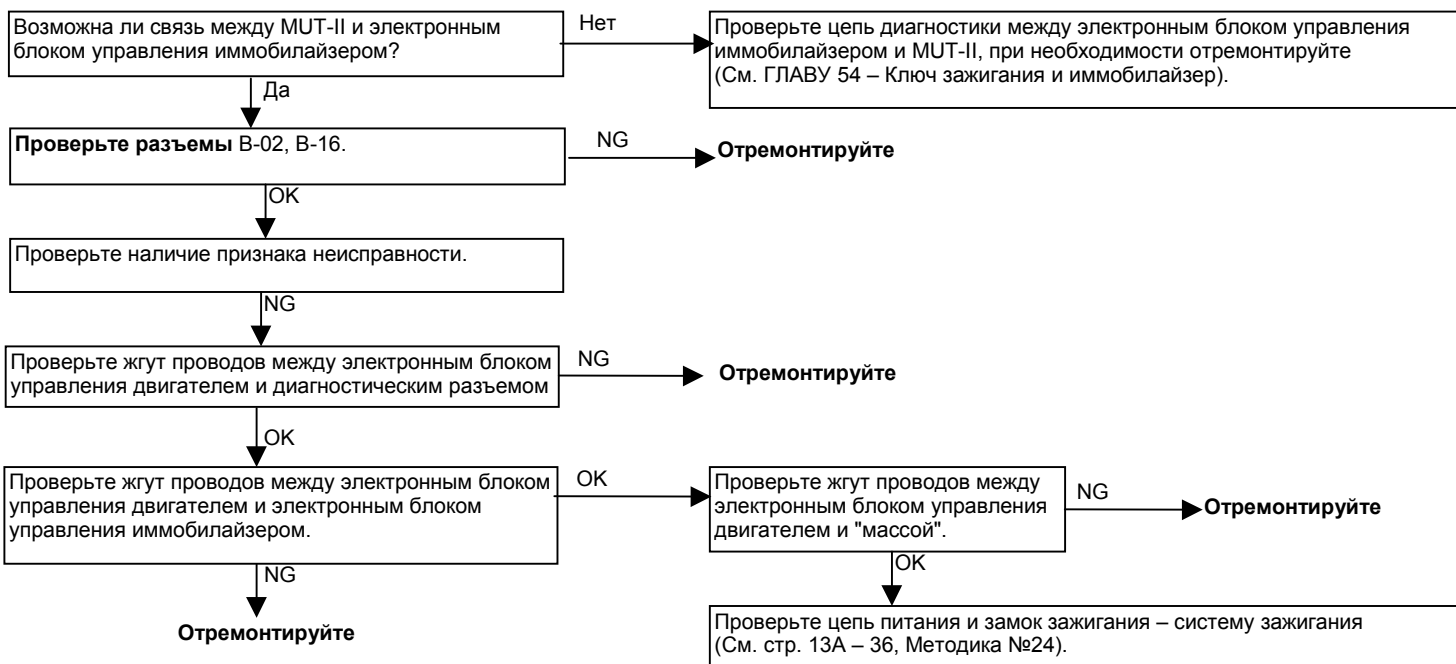 Возможна ли связь между MUT-II и электронным
блоком управления иммобилайзером?
Нет
Проверьте цепь диагностики между электронным блоком управления
иммобилайзером и MUT-II, при необходимости отремонтируйте
(См. ГЛАВУ 54 – Ключ зажигания и иммобилайзер).
Да
Проверьте разъемы B-02, B-16.
NG
Отремонтируйте
OK
Проверьте наличие признака неисправности.
NG
Проверьте жгут проводов между электронным блоком
управления двигателем и диагностическим разъемом
NG
Отремонтируйте
OK
Проверьте жгут проводов между электронным блоком
управления двигателем и электронным блоком
управления иммобилайзером.
OK
Проверьте жгут проводов между
электронным блоком управления
двигателем и "массой".
NG
Отремонтируйте
NG
Отремонтируйте
OK
Проверьте цепь питания и замок зажигания – систему зажигания
(См. стр. 13A – 36, Методика №24).